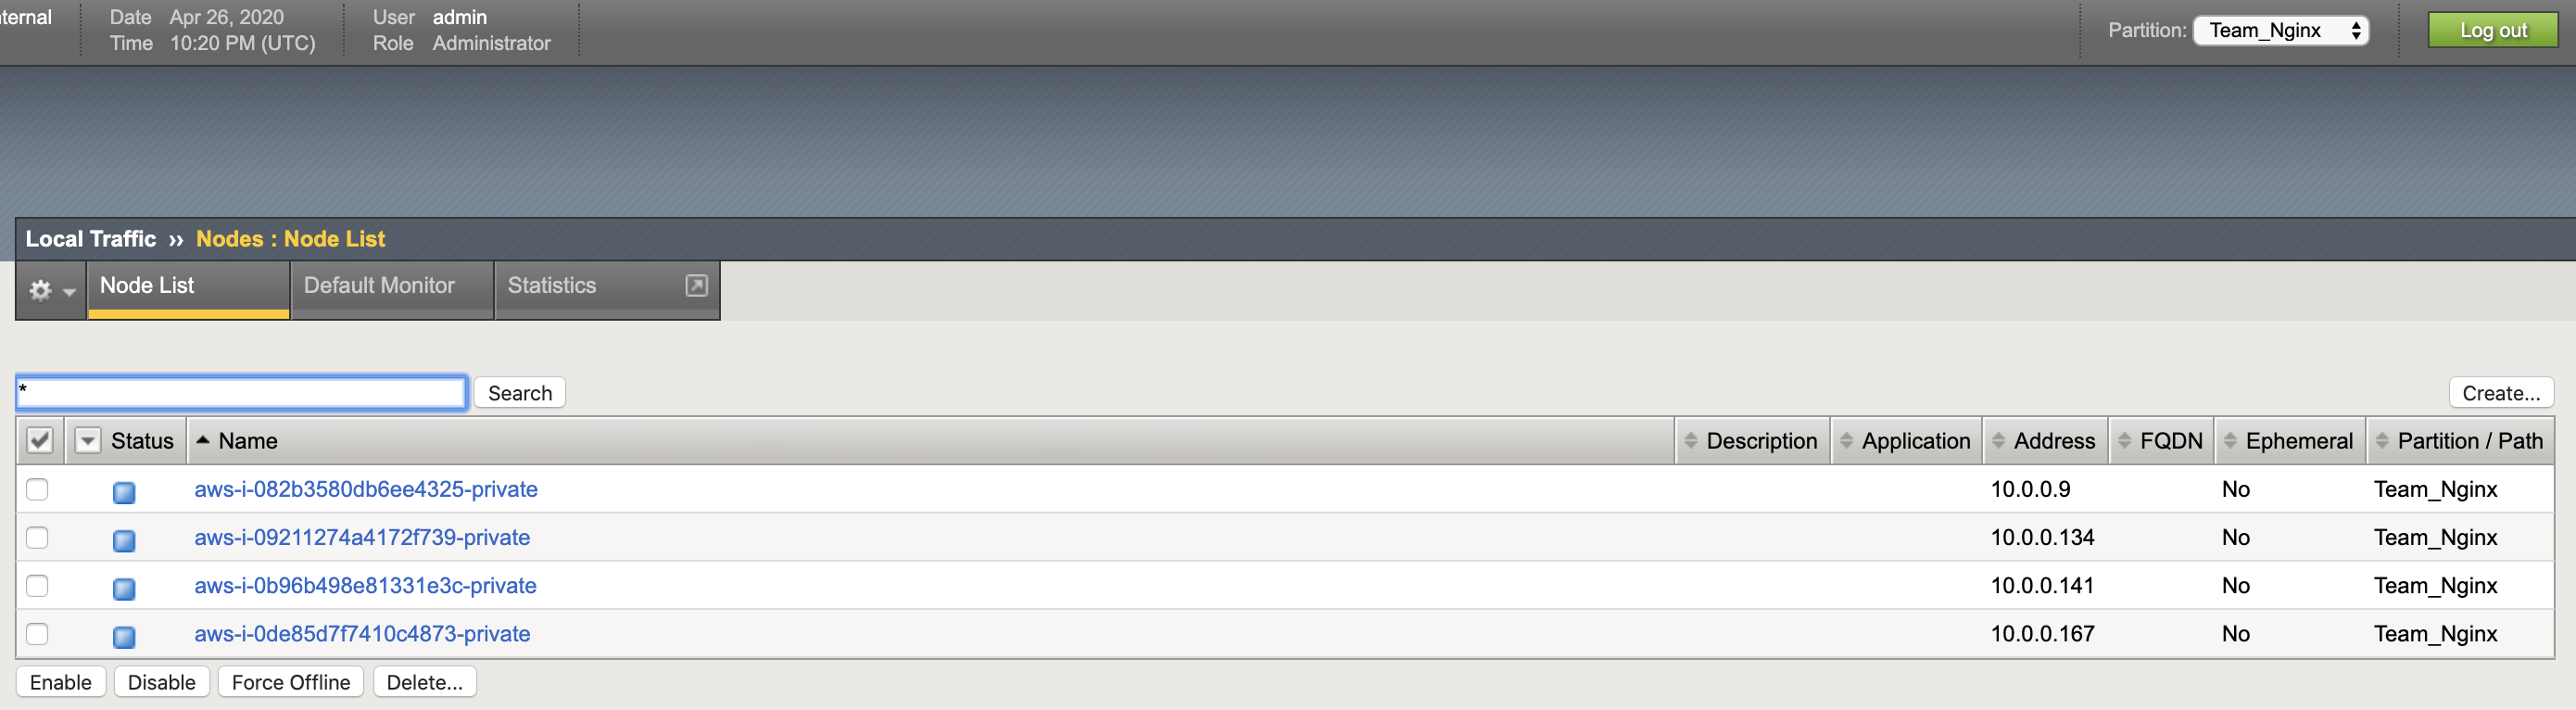 ternal
Date Apr 26, 2020
Time 10:20 PM (UTC)
User admin
Role Administrator
Partition: Team_Nginx
Log out
Local Traffic ›› Nodes : Node List
Node List
Default Monitor
Statistics
*
Search
Create...
Status Name Description Application Address FQDN Ephemeral Partition / Path
aws-i-082b3580db6ee4325-private 10.0.0.9 No Team_Nginx
aws-i-09211274a4172f739-private 10.0.0.134 No Team_Nginx
aws-i-0b96b498e81331e3c-private 10.0.0.141 No Team_Nginx
aws-i-0de85d7f7410c4873-private 10.0.0.167 No Team_Nginx
Enable Disable Force Offline Delete...